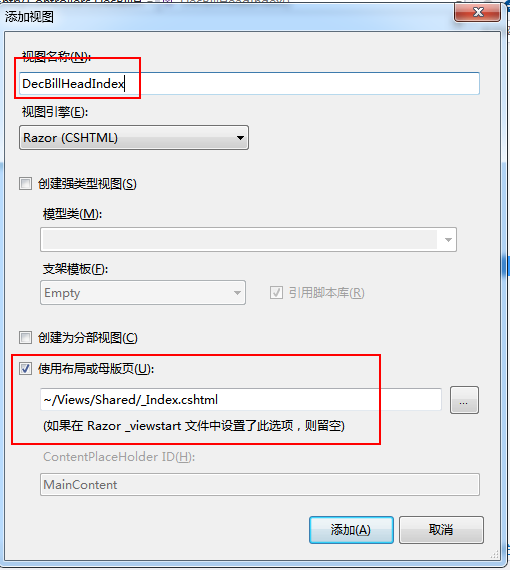 添加视图
视图名称(N):
DecBillHeadIndex
视图引擎(E):
Razor (CSHTML)
创建强类型视图(S)
模型类(M):
支架模板(F):
Empty
引用脚本库(R)
创建为分部视图(C)
使用布局或母版页(U):
~/Views/Shared/_Index.cshtml
...
(如果在 Razor _viewstart 文件中设置了此选项，则留空)
ContentPlaceHolder ID(H):
MainContent
添加(A)
取消